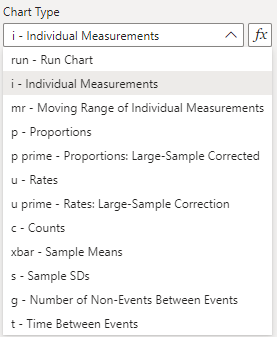 Chart Type
i - Individual Measurements
fx
run - Run Chart
i - Individual Measurements
mr - Moving Range of Individual Measurements
p - Proportions
p prime - Proportions: Large-Sample Corrected
u - Rates
u prime - Rates: Large-Sample Correction
c - Counts
xbar - Sample Means
s - Sample SDs
g - Number of Non-Events Between Events
t - Time Between Events